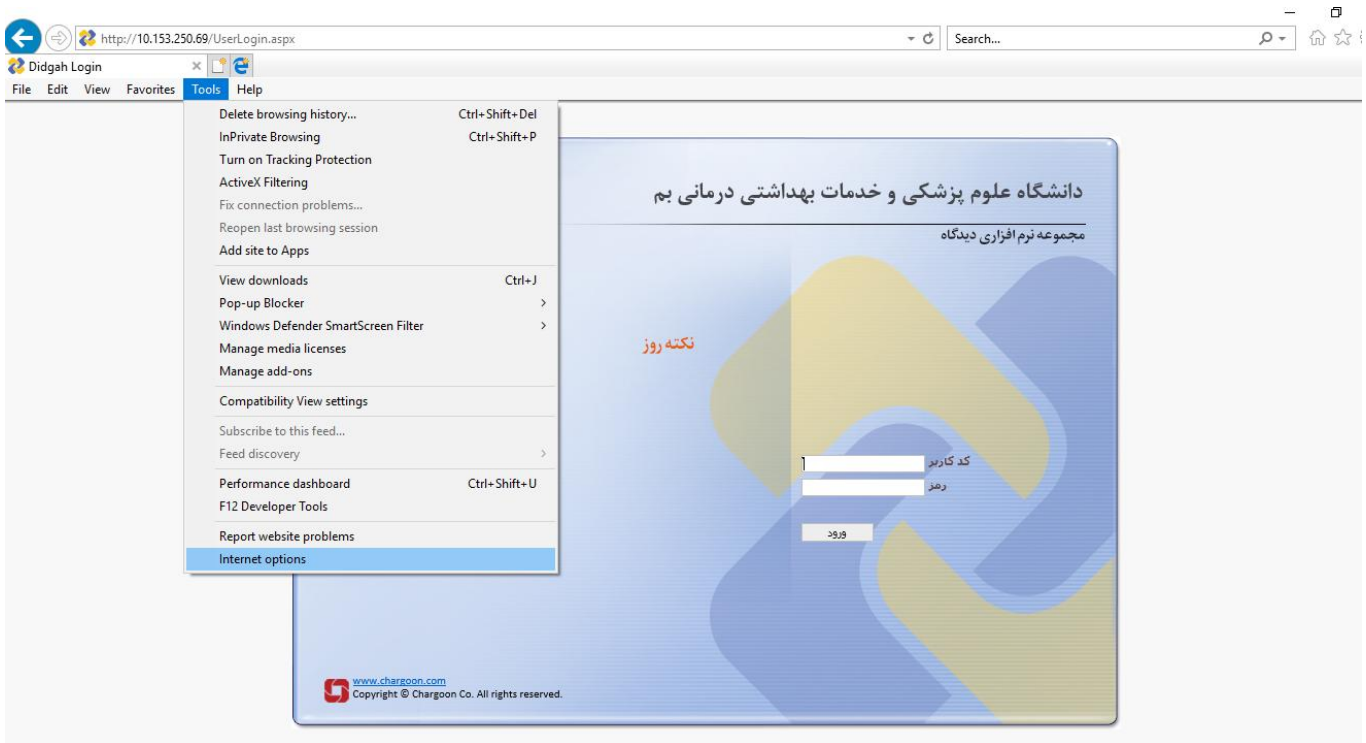 http://10.153.250.69/UserLogin.aspx
Search...
Didgah Login
File Edit View Favorites Tools Help
Delete browsing history... Ctrl+Shift+Del
InPrivate Browsing Ctrl+Shift+P
Turn on Tracking Protection
ActiveX Filtering
Fix connection problems...
Reopen last browsing session
Add site to Apps
View downloads Ctrl+J
Pop-up Blocker
Windows Defender SmartScreen Filter
Manage media licenses
Manage add-ons
Compatibility View settings
Subscribe to this feed...
Feed discovery
Performance dashboard Ctrl+Shift+U
F12 Developer Tools
Report website problems
Internet options
دانشگاه علوم پزشکی و خدمات بهداشتی درمانی بم
مجموعه نرم افزاری دیدگاه
نکته روز
کد کاربر
رمز
ورود
www.chargoon.com
Copyright © Chargoon Co. All rights reserved.